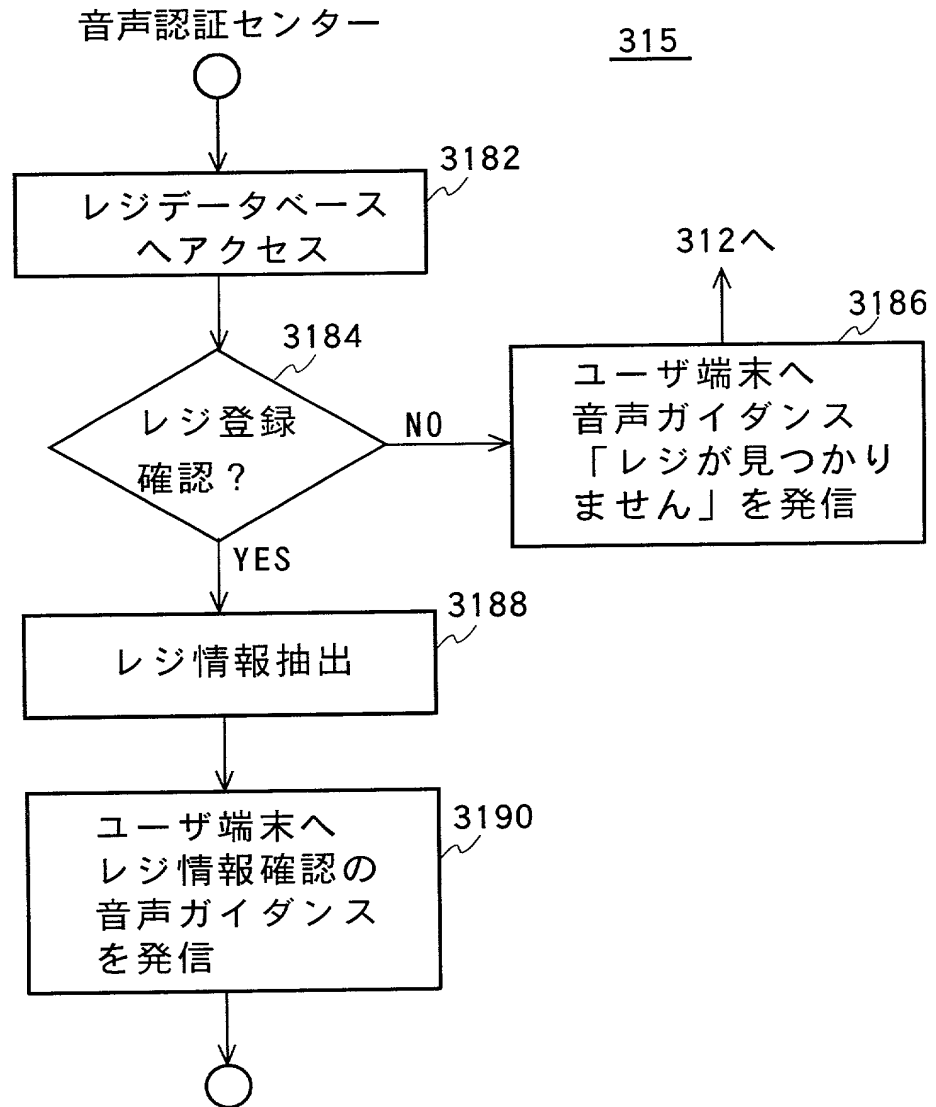 音声認証センター
315
3182
レジデータベース
へアクセス
3184
レジ登録
確認？
NO
312へ
3186
ユーザ端末へ
音声ガイダンス
「レジが見つかり
ません」を発信
YES
3188
レジ情報抽出
3190
ユーザ端末へ
レジ情報確認の
音声ガイダンス
を発信